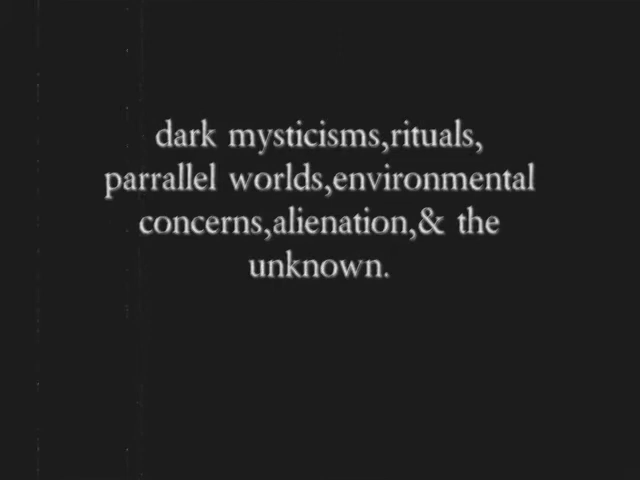 dark mysticisms,rituals,
parrallel worlds,environmental
concerns,alienation,& the
unknown.